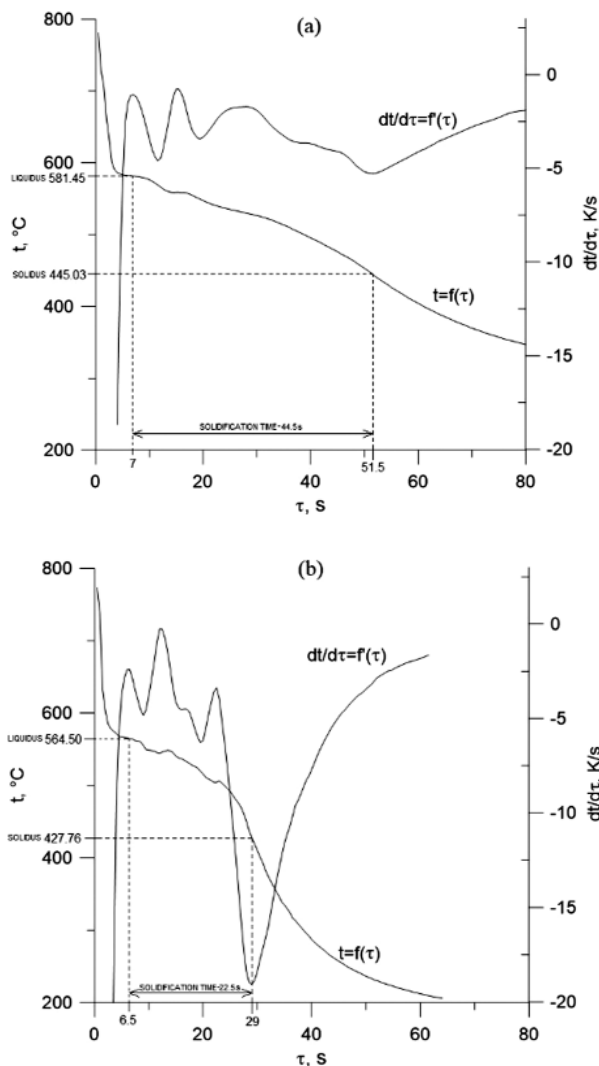 (a)
800
600
400
200
LIQUIDUS 581.45
SOLIDUS 445.03
t, °C
0
-5
-10
-15
-20
dt/dτ, K/s
dt/dτ=f'(τ)
t=f(τ)
SOLIDIFICATION TIME-44.5s
7
51.5
0 20 40 60 80
τ, s
(b)
800
600
400
200
LIQUIDUS 564.50
SOLIDUS 427.76
t, °C
0
-5
-10
-15
-20
dt/dτ, K/s
dt/dτ=f'(τ)
t=f(τ)
SOLIDIFICATION TIME-22.5s
6.5
29
0 20 40 60 80
τ, s